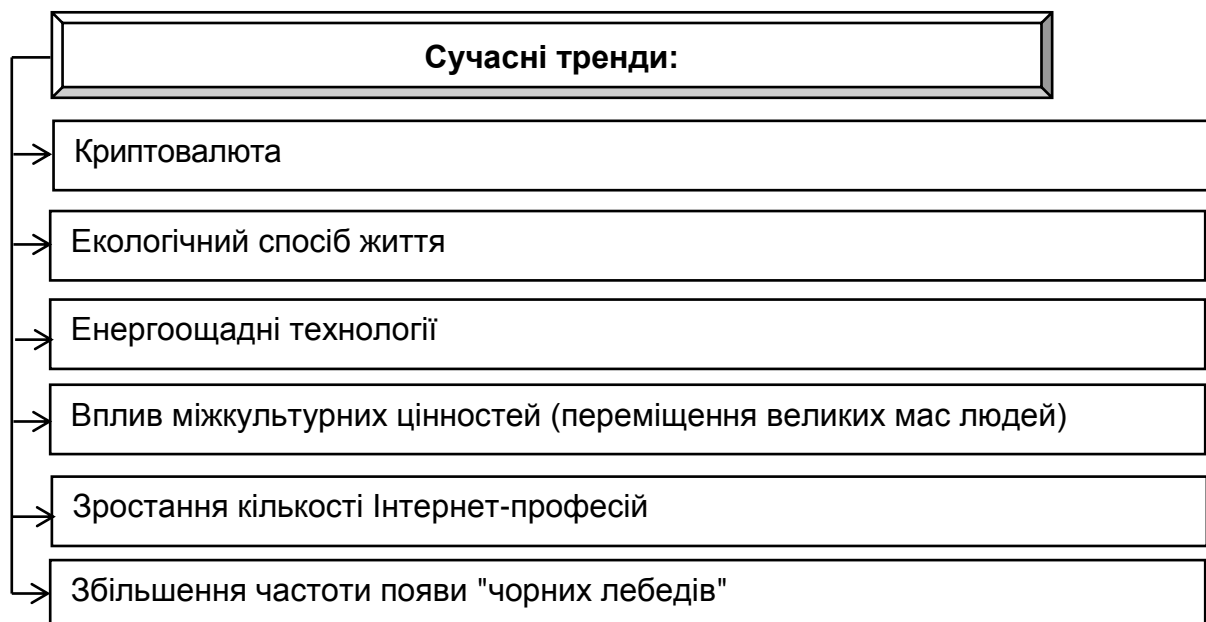 Сучасні тренди:
Криптовалюта
Екологічний спосіб життя
Енергоощадні технології
Вплив міжкультурних цінностей (переміщення великих мас людей)
Зростання кількості Інтернет-професій
Збільшення частоти появи "чорних лебедів"